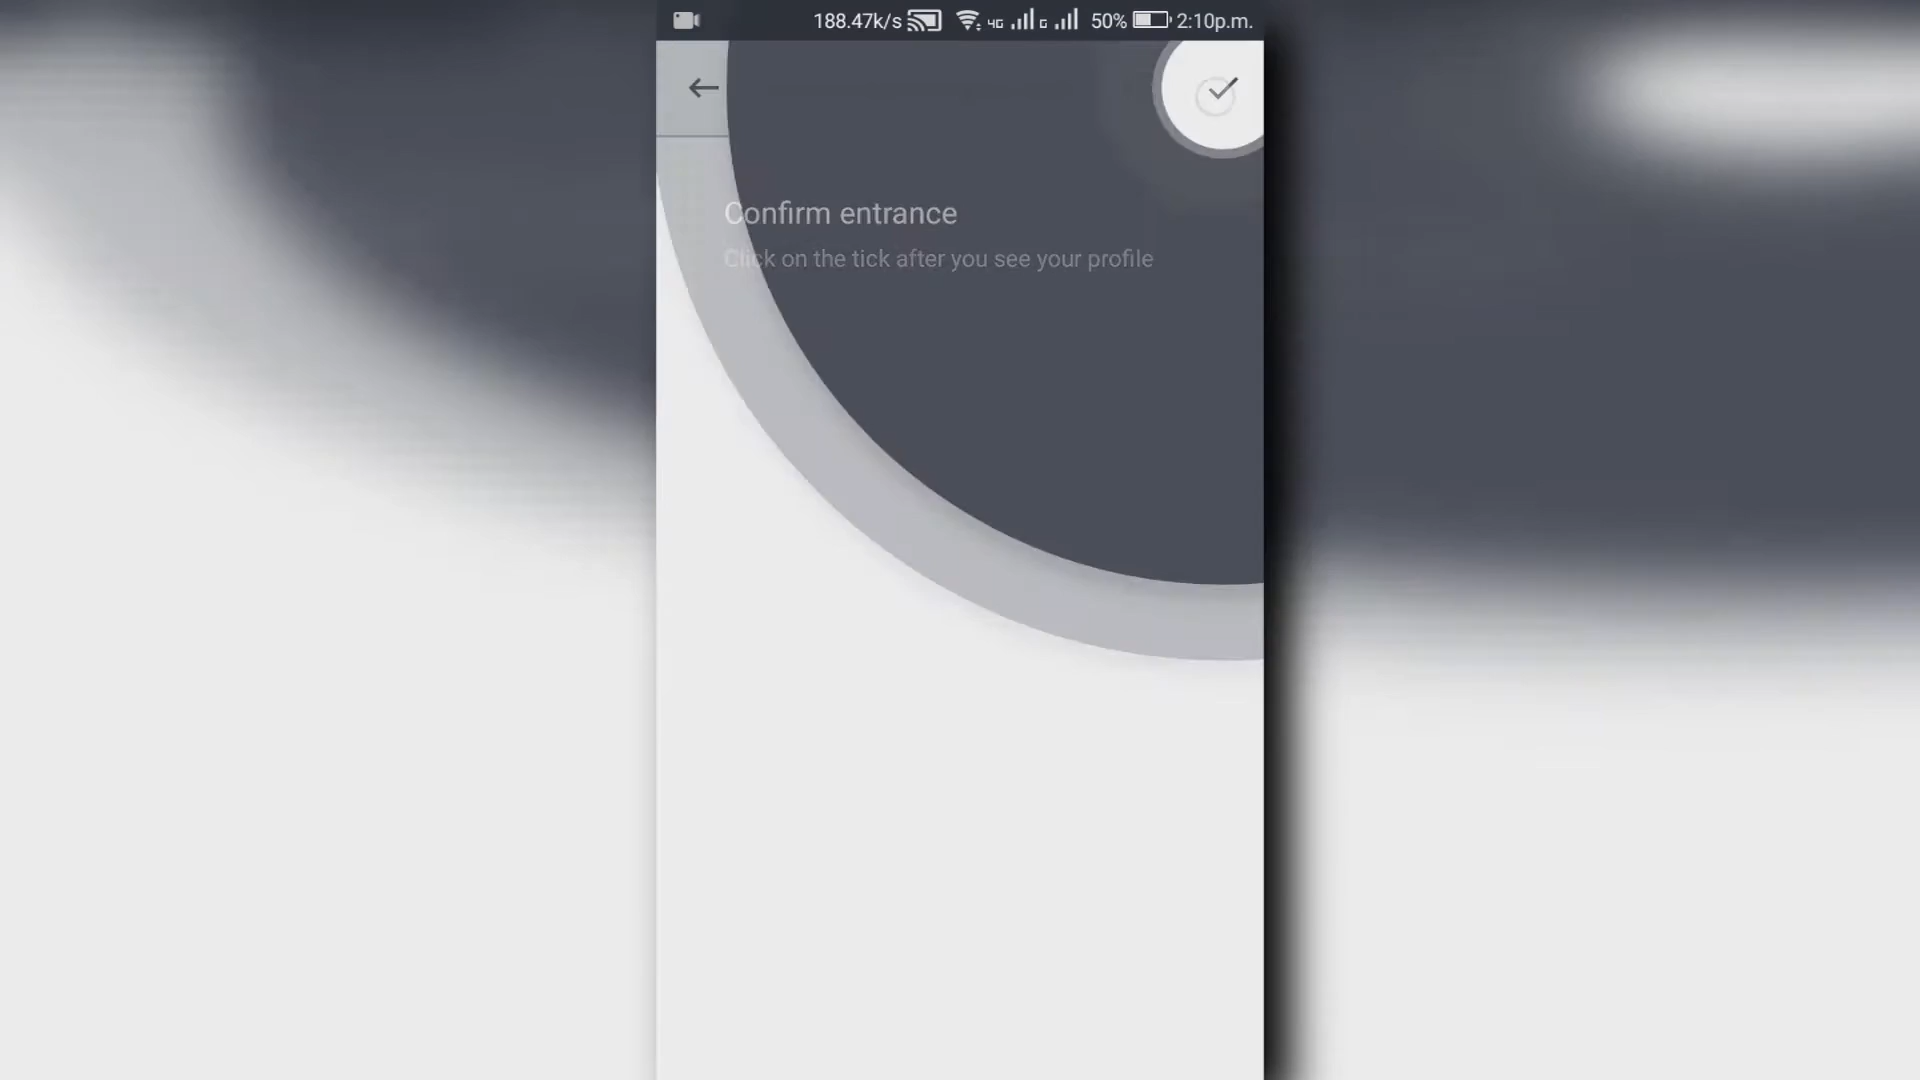 188.47k/s 4G G 50% 2:10p.m.
Confirm entrance
Click on the tick after you see your profile